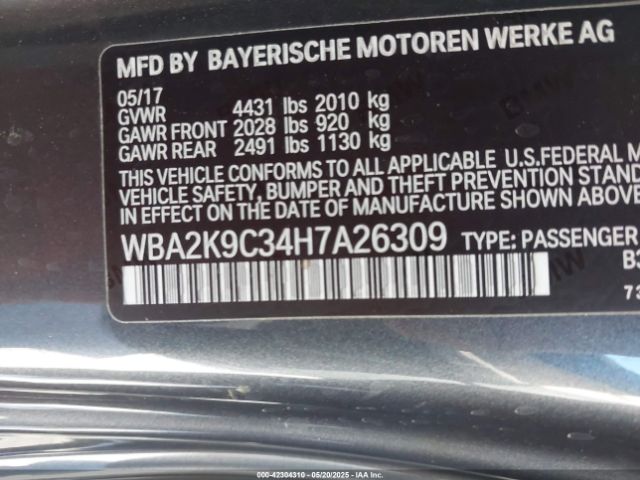 MFD BY BAYERISCHE MOTOREN WERKE AG
05/17
GVWR 4431 lbs 2010 kg
GAWR FRONT 2028 lbs 920 kg
GAWR REAR 2491 lbs 1130 kg
THIS VEHICLE CONFORMS TO ALL APPLICABLE U.S.FEDERAL M
VEHICLE SAFETY, BUMPER AND THEFT PREVENTION STAND
IN EFFECT ON THE DATE OF MANUFACTURE SHOWN ABOVE
WBA2K9C34H7A26309 TYPE: PASSENGER
B3
73
000-42304310 - 05/20/2025 - IAA Inc.